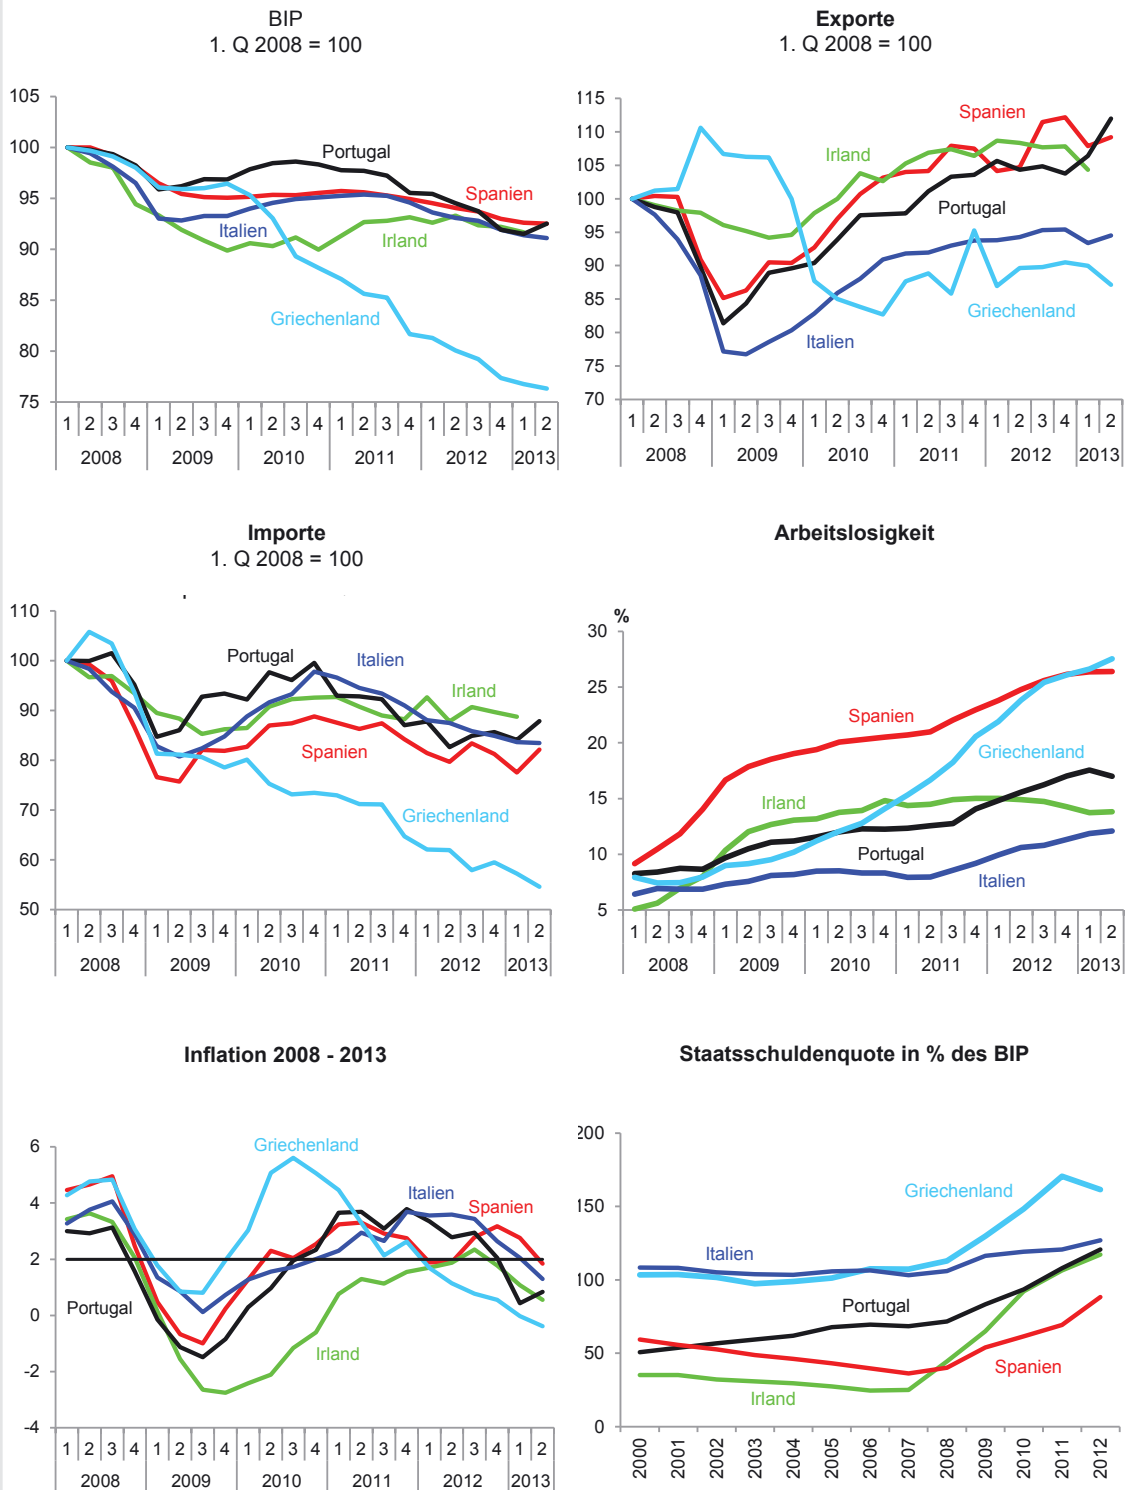 BIP
1. Q 2008 = 100
105
100
95
90
85
80
75
Portugal
Spanien
Italien
Irland
Griechenland
1 2 3 4 1 2 3 4 1 2 3 4 1 2 3 4 1 2 3 4 1 2
2008 2009 2010 2011 2012 2013
Exporte
1. Q 2008 = 100
115
110
105
100
95
90
85
80
75
70
Spanien
Irland
Portugal
Griechenland
Italien
1 2 3 4 1 2 3 4 1 2 3 4 1 2 3 4 1 2 3 4 1 2
2008 2009 2010 2011 2012 2013
Importe
1. Q 2008 = 100
110
100
90
80
70
60
50
Portugal
Italien
Irland
Spanien
Griechenland
1 2 3 4 1 2 3 4 1 2 3 4 1 2 3 4 1 2 3 4 1 2
2008 2009 2010 2011 2012 2013
Arbeitslosigkeit
%
30
25
20
15
10
5
Spanien
Griechenland
Irland
Portugal
Italien
1 2 3 4 1 2 3 4 1 2 3 4 1 2 3 4 1 2 3 4 1 2
2008 2009 2010 2011 2012 2013
Inflation 2008 - 2013
6
4
2
0
-2
-4
Griechenland
Italien
Spanien
Portugal
Irland
1 2 3 4 1 2 3 4 1 2 3 4 1 2 3 4 1 2 3 4 1 2
2008 2009 2010 2011 2012 2013
Staatsschuldenquote in % des BIP
200
150
100
50
0
Griechenland
Italien
Portugal
Spanien
Irland
2000 2001 2002 2003 2004 2005 2006 2007 2008 2009 2010 2011 2012